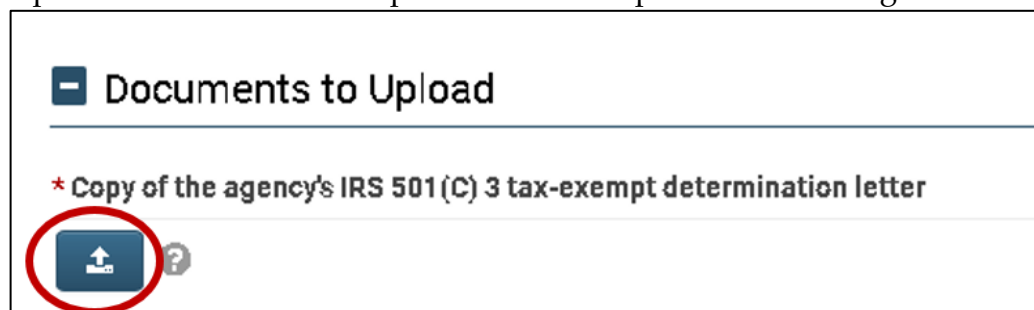 Documents to Upload
* Copy of the agency's IRS 501(C) 3 tax-exempt determination letter
?